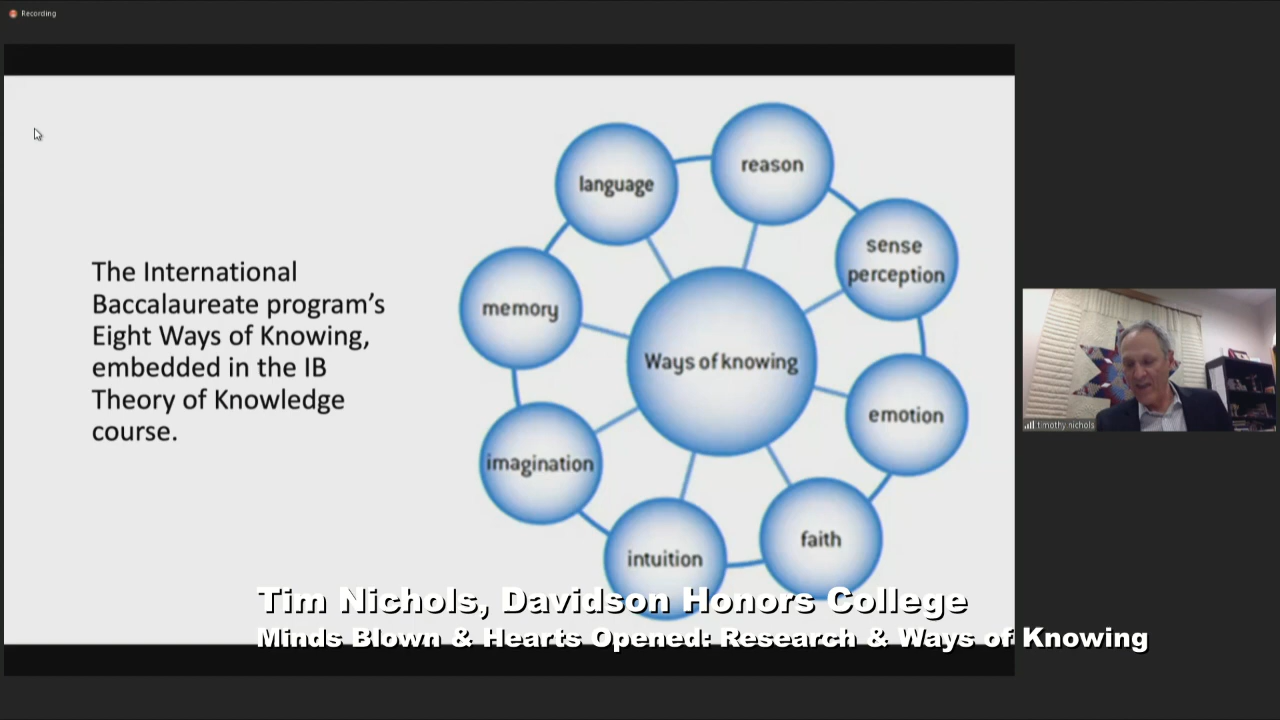 Recording
The International
Baccalaureate program's
Eight Ways of Knowing,
embedded in the IB
Theory of Knowledge
course.
language
reason
sense
perception
memory
Ways of knowing
emotion
imagination
intuition
faith
timothy nichols
Tim Nichols, Davidson Honors College
Minds Blown & Hearts Opened: Research & Ways of Knowing